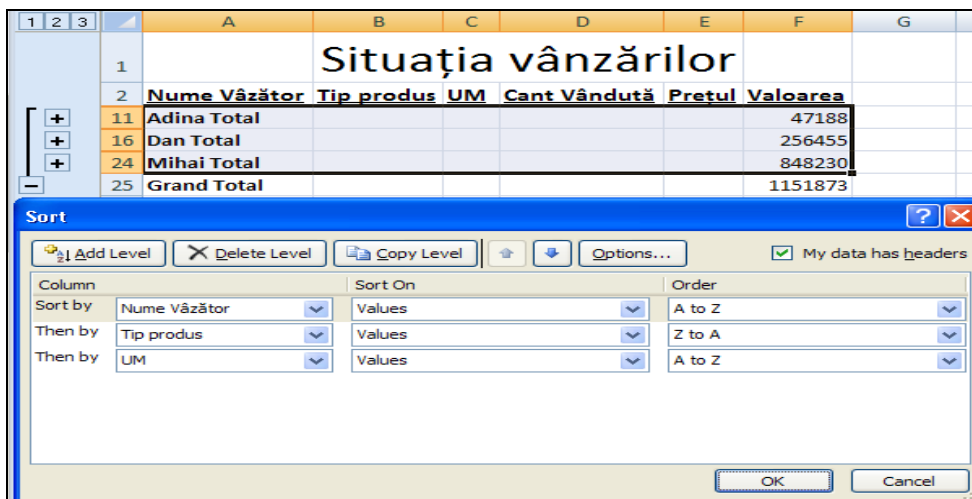 1 2 3 A B C D E F G
1 Situația vânzărilor
2 Nume Vâzător Tip produs UM Cant Vândută Prețul Valoarea
11 Adina Total 47188
16 Dan Total 256455
24 Mihai Total 848230
25 Grand Total 1151873
Sort
Add Level Delete Level Copy Level Options... My data has headers
Column Sort On Order
Sort by Nume Vâzător Values A to Z
Then by Tip produs Values Z to A
Then by UM Values A to Z
OK Cancel